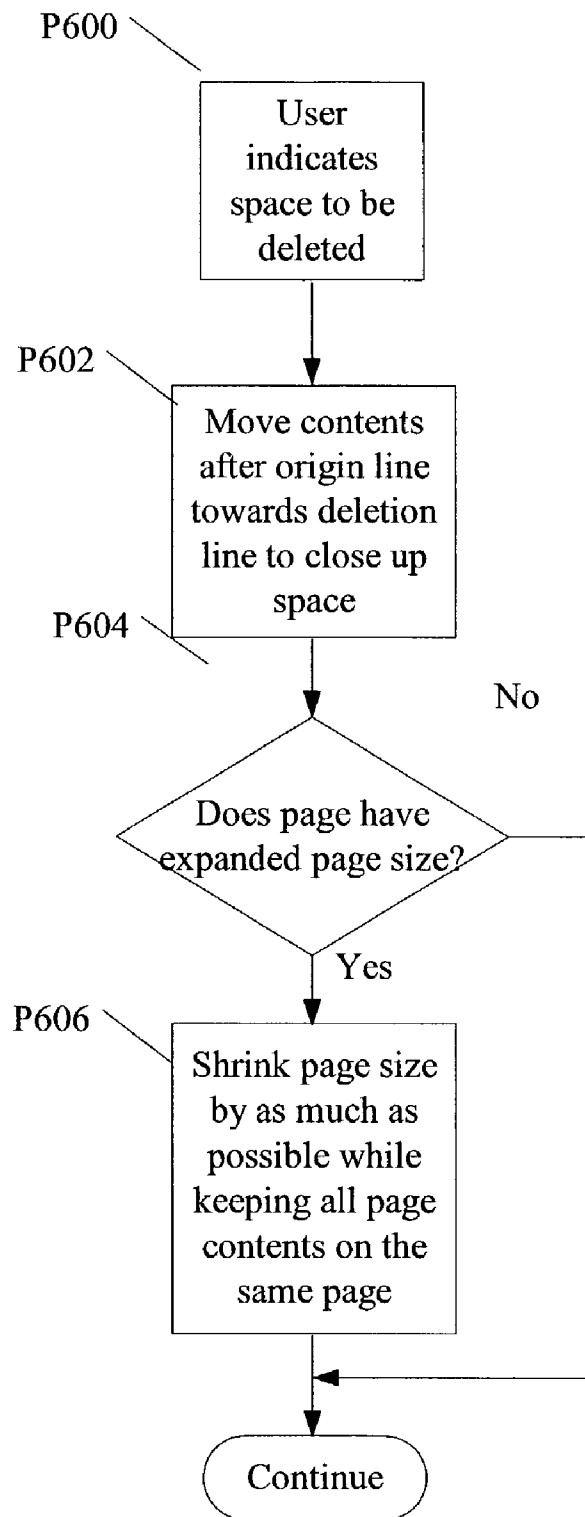 P600
User
indicates
space to be
deleted
P602
Move contents
after origin line
towards deletion
line to close up
space
P604
No
Does page have
expanded page size?
Yes
P606
Shrink page size
by as much as
possible while
keeping all page
contents on the
same page
Continue